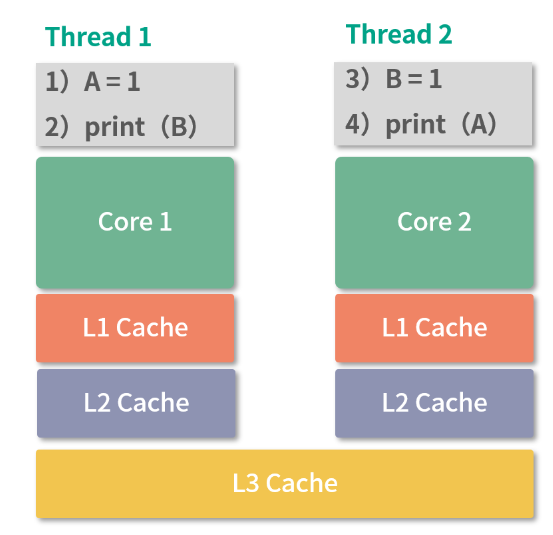 Thread 1
1）A = 1
2）print（B）
Thread 2
3）B = 1
4）print（A）
Core 1
Core 2
L1 Cache
L1 Cache
L2 Cache
L2 Cache
L3 Cache